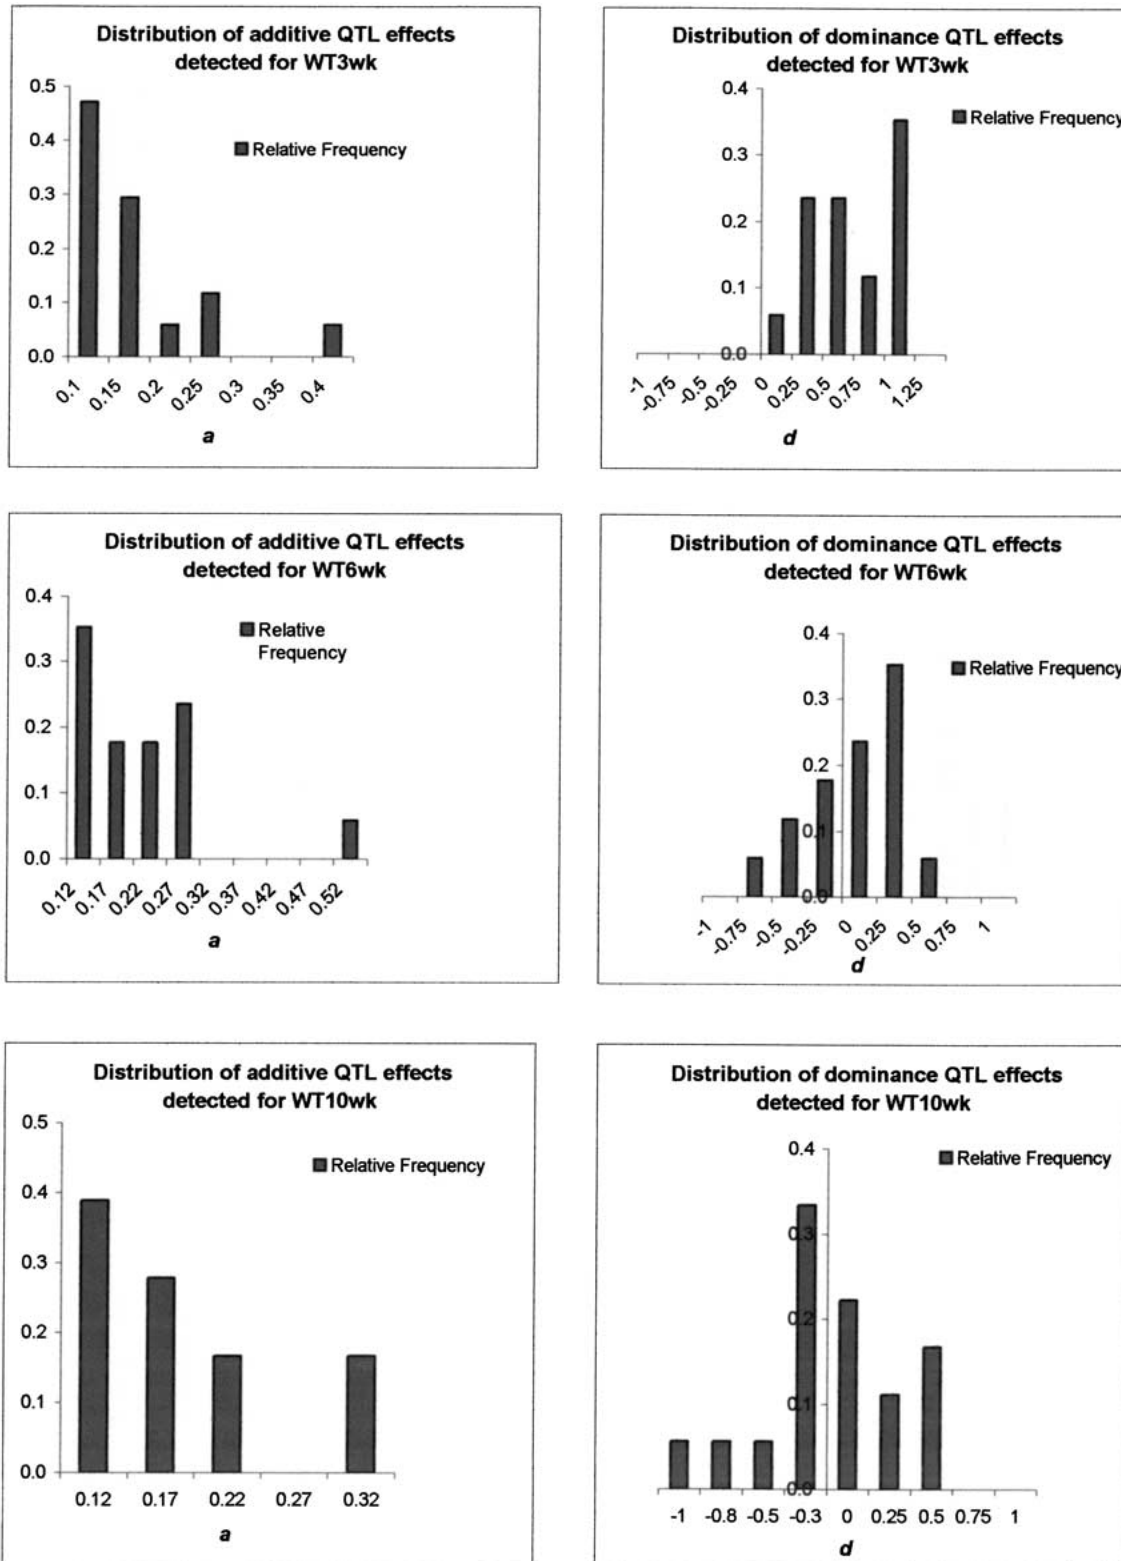 Distribution of additive QTL effects
detected for WT3wk
0.5
0.4
0.3
0.2
0.1
0.0
Relative Frequency
0.1 0.15 0.2 0.25 0.3 0.35 0.4
a
Distribution of dominance QTL effects
detected for WT3wk
0.4
0.3
0.2
0.1
0.0
Relative Frequency
-1 -0.75 -0.5 -0.25 0 0.25 0.5 0.75 1 1.25
d
Distribution of additive QTL effects
detected for WT6wk
0.4
0.3
0.2
0.1
0.0
Relative
Frequency
0.12 0.17 0.22 0.27 0.32 0.37 0.42 0.47 0.52
a
Distribution of dominance QTL effects
detected for WT6wk
0.4
0.3
0.2
0.1
0.0
Relative Frequency
-1 -0.75 -0.5 -0.25 0 0.25 0.5 0.75 1
d
Distribution of additive QTL effects
detected for WT10wk
0.5
0.4
0.3
0.2
0.1
0.0
Relative Frequency
0.12 0.17 0.22 0.27 0.32
a
Distribution of dominance QTL effects
detected for WT10wk
0.4
0.3
0.2
0.1
0.0
Relative Frequency
-1 -0.8 -0.5 -0.3 0 0.25 0.5 0.75 1
d